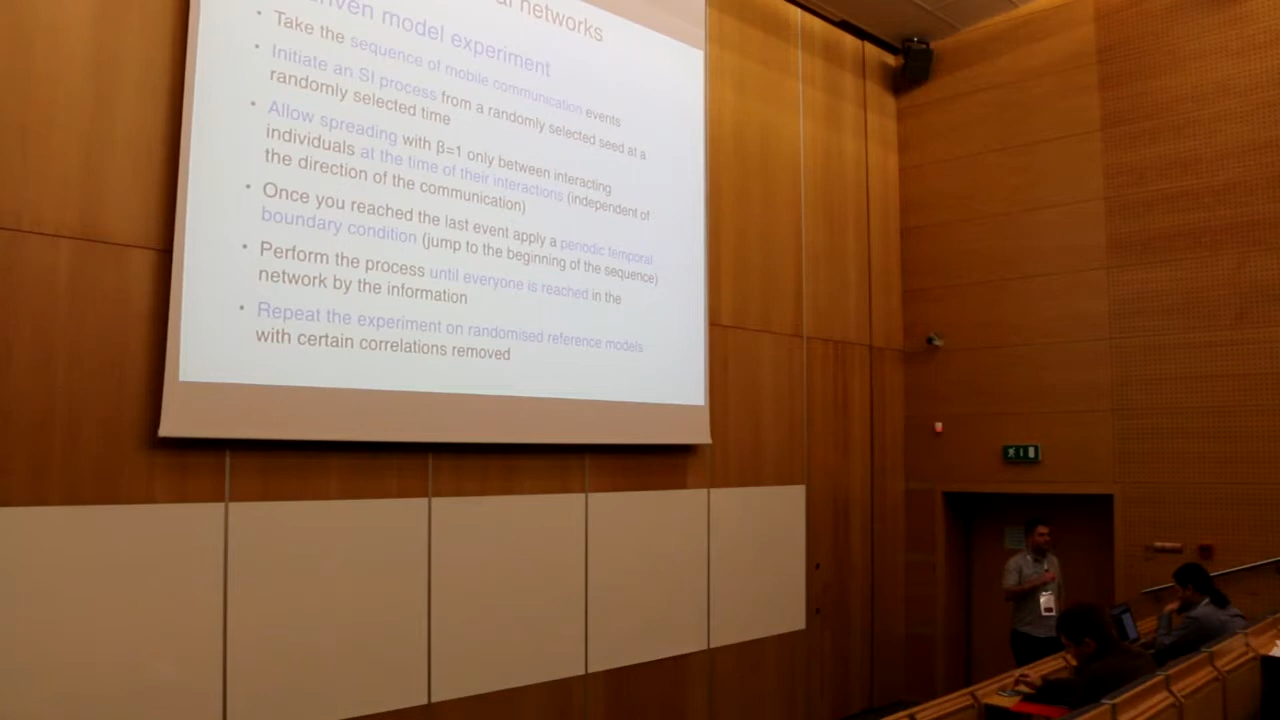 networks
model experiment
• Take the sequence of mobile communication events
• Initiate an SI process from a randomly selected seed at a
randomly selected time
• Allow spreading with β=1 only between interacting
individuals at the time of their interactions (independent of
the direction of the communication)
• Once you reached the last event apply a periodic temporal
boundary condition (jump to the beginning of the sequence)
• Perform the process until everyone is reached in the
network by the information
• Repeat the experiment on randomised reference models
with certain correlations removed